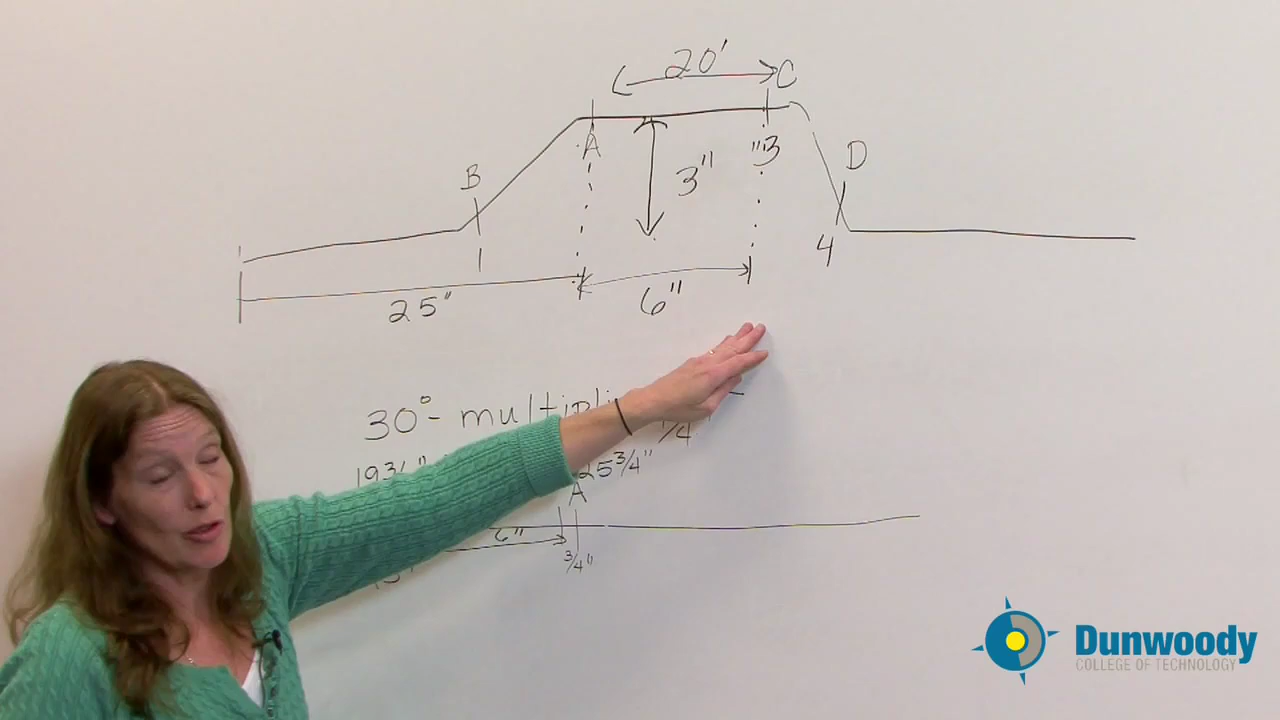 20'
C
A
"3
D
B
3"
1
4
25"
6"
30° - multipli
1/4
25 3/4"
A
6"
3/4"
Dunwoody
COLLEGE OF TECHNOLOGY